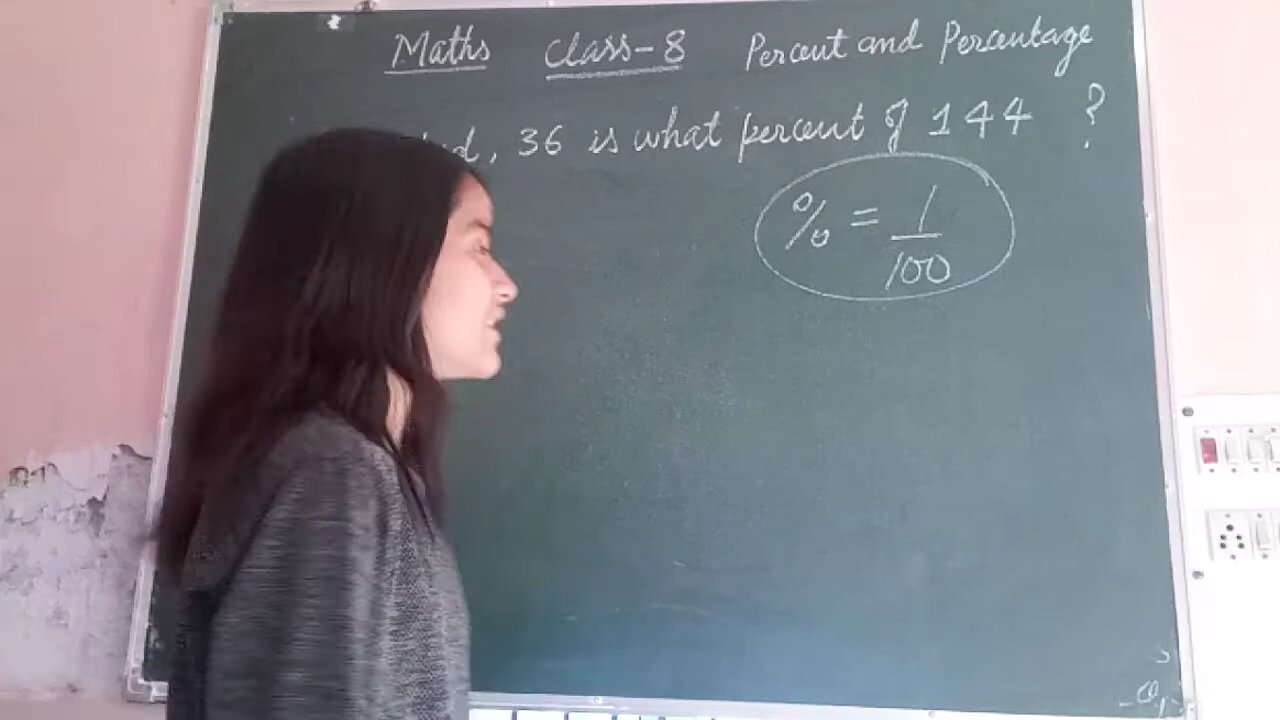 Maths Class-8 Percent and Percentage
36 is what percent of 144 ?
% = 1/100